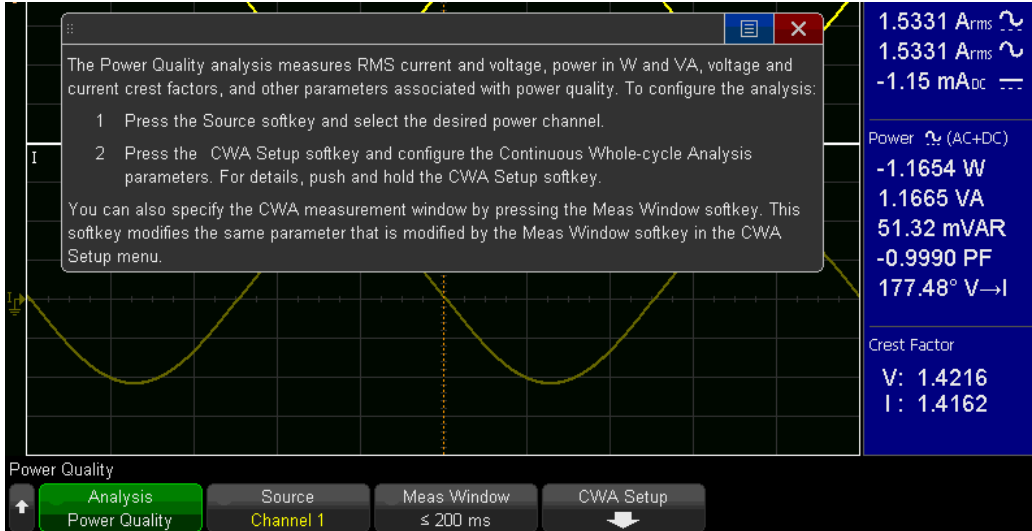 The Power Quality analysis measures RMS current and voltage, power in W and VA, voltage and
current crest factors, and other parameters associated with power quality. To configure the analysis:
1 Press the Source softkey and select the desired power channel.
2 Press the CWA Setup softkey and configure the Continuous Whole-cycle Analysis
parameters. For details, push and hold the CWA Setup softkey.
You can also specify the CWA measurement window by pressing the Meas Window softkey. This
softkey modifies the same parameter that is modified by the Meas Window softkey in the CWA
Setup menu.
I
I
1.5331 Arms
1.5331 Arms
-1.15 mADC
Power (AC+DC)
-1.1654 W
1.1665 VA
51.32 mVAR
-0.9990 PF
177.48° V→I
Crest Factor
V: 1.4216
I: 1.4162
Power Quality
Analysis
Power Quality
Source
Channel 1
Meas Window
≤ 200 ms
CWA Setup